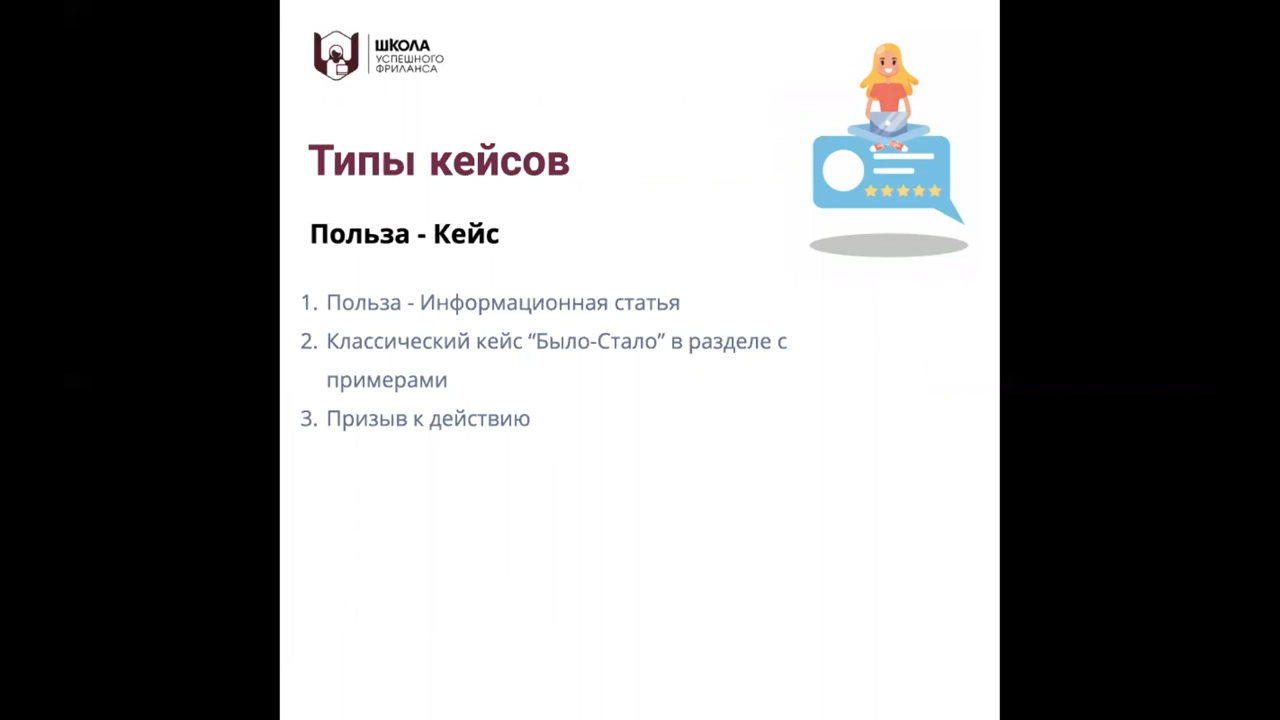 ШКОЛА
УСПЕШНОГО
ФРИЛАНСА
Типы кейсов
Польза - Кейс
1. Польза - Информационная статья
2. Классический кейс “Было-Стало” в разделе с
примерами
3. Призыв к действию